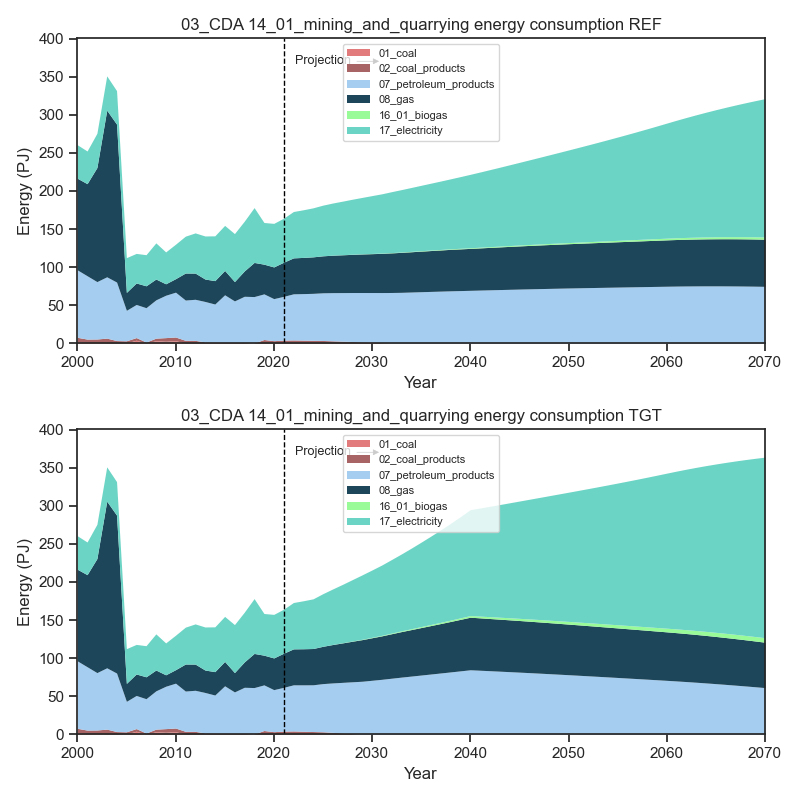 03_CDA 14_01_mining_and_quarrying energy consumption REF
400
350
300
250
200
150
100
50
0
Energy (PJ)
Projection
01_coal
02_coal_products
07_petroleum_products
08_gas
16_01_biogas
17_electricity
2000 2010 2020 2030 2040 2050 2060 2070
Year
03_CDA 14_01_mining_and_quarrying energy consumption TGT
400
350
300
250
200
150
100
50
0
Energy (PJ)
Projection
01_coal
02_coal_products
07_petroleum_products
08_gas
16_01_biogas
17_electricity
2000 2010 2020 2030 2040 2050 2060 2070
Year